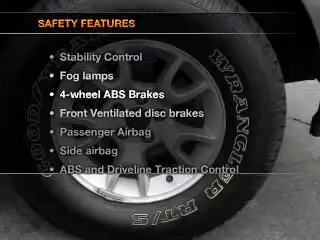 SAFETY FEATURES
• Stability Control
• Fog lamps
• 4-wheel ABS Brakes
• Front Ventilated disc brakes
• Passenger Airbag
• Side airbag
• ABS and Driveline Traction Control
GOODYEAR
WRANGLER RT/S